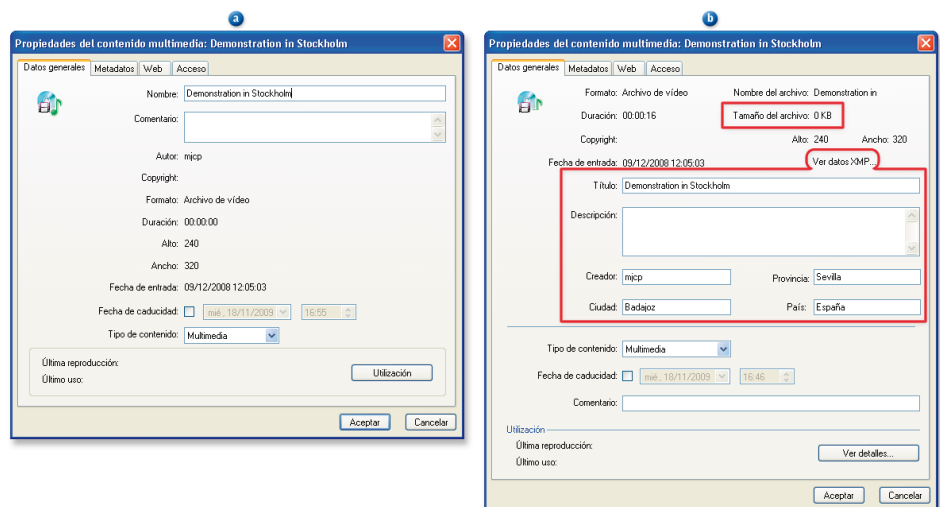 a
Propiedades del contenido multimedia: Demonstration in Stockholm
Datos generales Metadatos Web Acceso
Nombre: Demonstration in Stockholm
Comentario:
Autor: mjcp
Copyright:
Formato: Archivo de vídeo
Duración: 00:00:00
Alto: 240
Ancho: 320
Fecha de entrada: 09/12/2008 12:05:03
Fecha de caducidad: mié , 18/11/2009 16:55
Tipo de contenido: Multimedia
Última reproducción:
Último uso:
Utilización
Aceptar Cancelar
b
Propiedades del contenido multimedia: Demonstration in Stockholm
Datos generales Metadatos Web Acceso
Formato: Archivo de vídeo Nombre del archivo: Demonstration in
Duración: 00:00:16 Tamaño del archivo: 0 KB
Copyright: Alto: 240 Ancho: 320
Fecha de entrada: 09/12/2008 12:05:03 Ver datos XMP...
Título: Demonstration in Stockholm
Descripción:
Creador: mjcp Provincia: Sevilla
Ciudad: Badajoz País: España
Tipo de contenido: Multimedia
Fecha de caducidad: mié , 18/11/2009 16:46
Comentario:
Utilización
Última reproducción:
Último uso:
Ver detalles...
Aceptar Cancelar